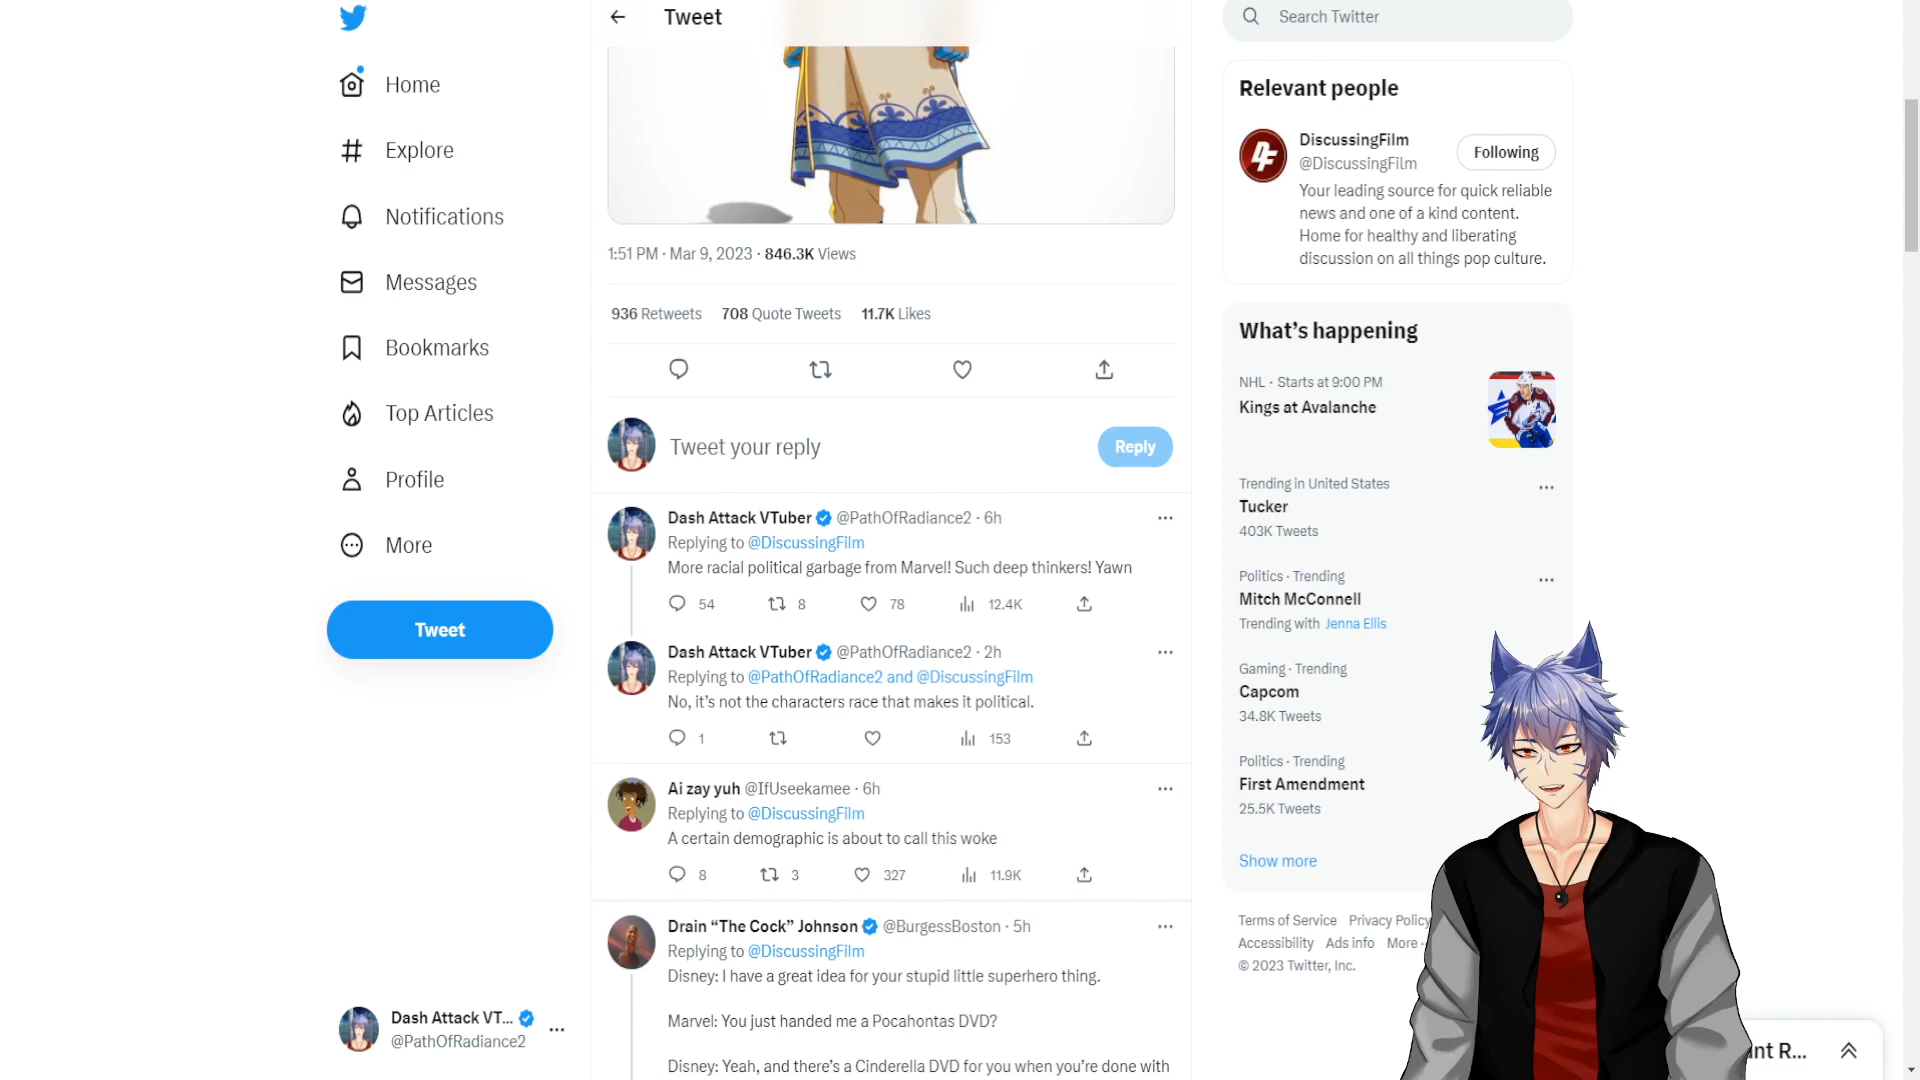 Home
Explore
Notifications
Messages
Bookmarks
Top Articles
Profile
More
Tweet
Dash Attack VT...
@PathOfRadiance2
Tweet
1:51 PM · Mar 9, 2023 · 846.3K Views
936 Retweets 708 Quote Tweets 11.7K Likes
Tweet your reply
Reply
Dash Attack VTuber @PathOfRadiance2 · 6h
Replying to @DiscussingFilm
More racial political garbage from Marvel! Such deep thinkers! Yawn
54 8 78 12.4K
Dash Attack VTuber @PathOfRadiance2 · 2h
Replying to @PathOfRadiance2 and @DiscussingFilm
No, it's not the characters race that makes it political.
1 153
Ai zay yuh @IfUseekamee · 6h
Replying to @DiscussingFilm
A certain demographic is about to call this woke
8 3 327 11.9K
Drain “The Cock” Johnson @BurgessBoston · 5h
Replying to @DiscussingFilm
Disney: I have a great idea for your stupid little superhero thing.
Marvel: You just handed me a Pocahontas DVD?
Disney: Yeah, and there's a Cinderella DVD for you when you're done with
Search Twitter
Relevant people
DiscussingFilm
@DiscussingFilm
Following
Your leading source for quick reliable
news and one of a kind content.
Home for healthy and liberating
discussion on all things pop culture.
What's happening
NHL · Starts at 9:00 PM
Kings at Avalanche
Trending in United States
Tucker
403K Tweets
Politics · Trending
Mitch McConnell
Trending with Jenna Ellis
Gaming · Trending
Capcom
34.8K Tweets
Politics · Trending
First Amendment
25.5K Tweets
Show more
Terms of Service Privacy Policy
Accessibility Ads info More
© 2023 Twitter, Inc.
nt R...